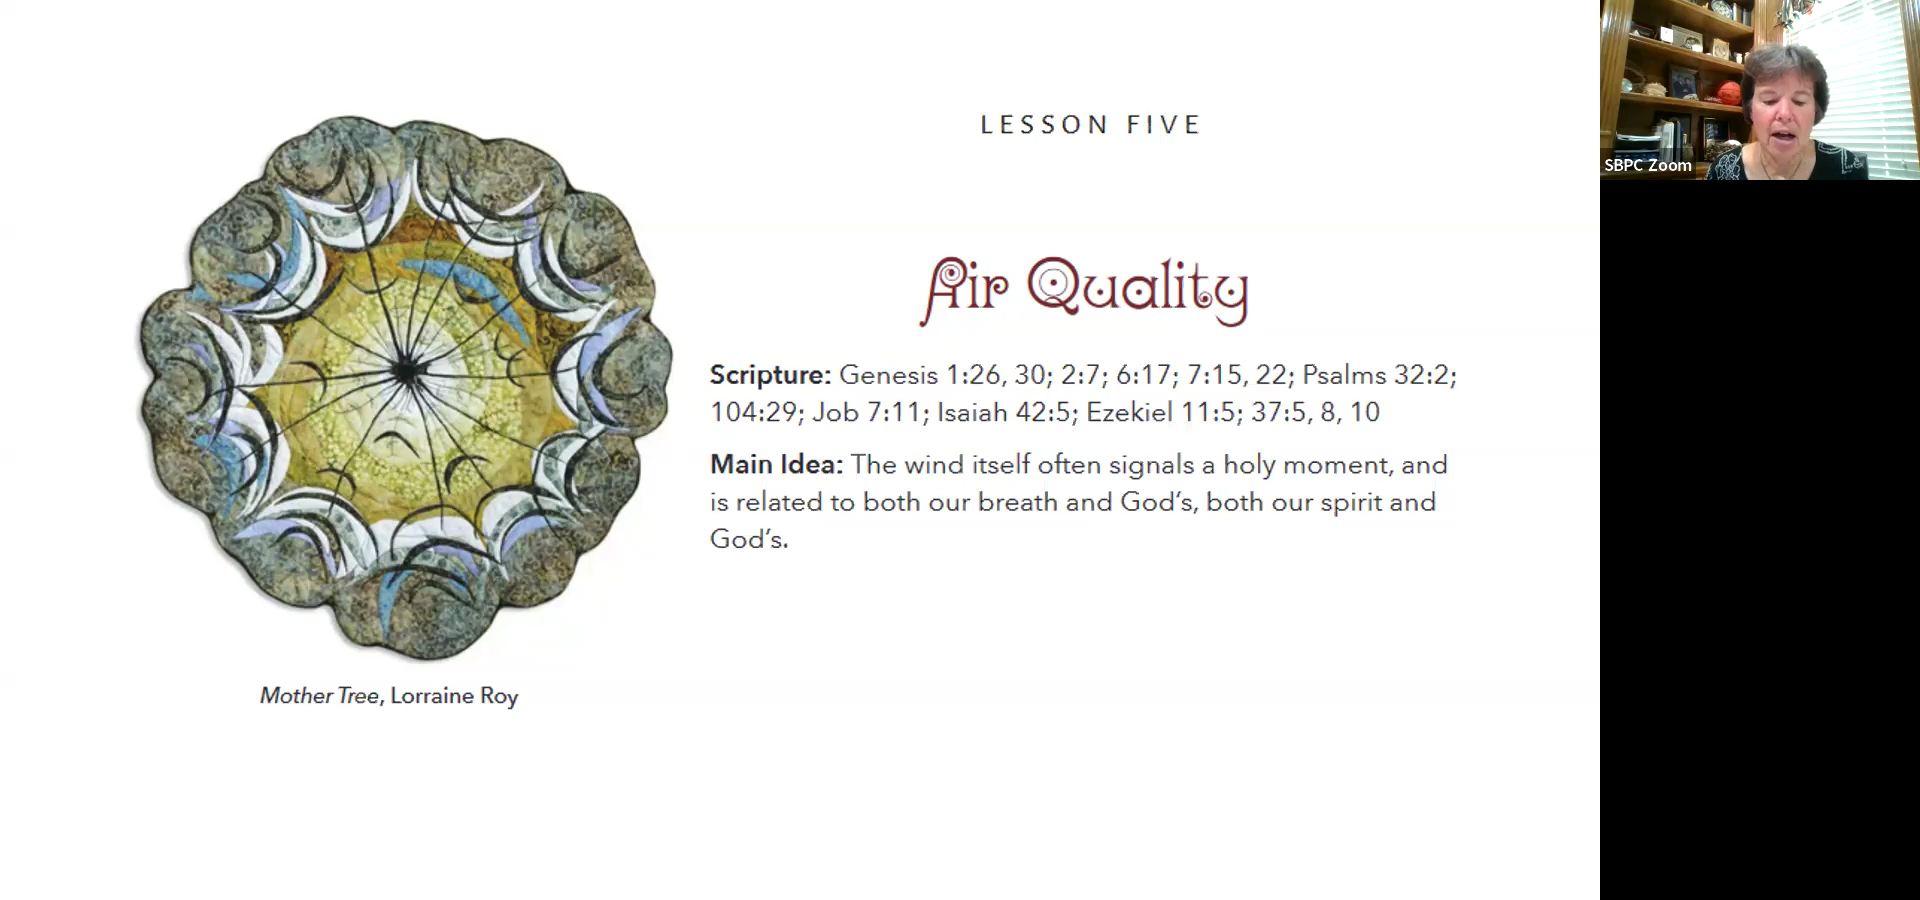 LESSON FIVE
Air Quality
Scripture: Genesis 1:26, 30; 2:7; 6:17; 7:15, 22; Psalms 32:2;
104:29; Job 7:11; Isaiah 42:5; Ezekiel 11:5; 37:5, 8, 10
Main Idea: The wind itself often signals a holy moment, and
is related to both our breath and God's, both our spirit and
God's.
Mother Tree, Lorraine Roy
SBPC Zoom